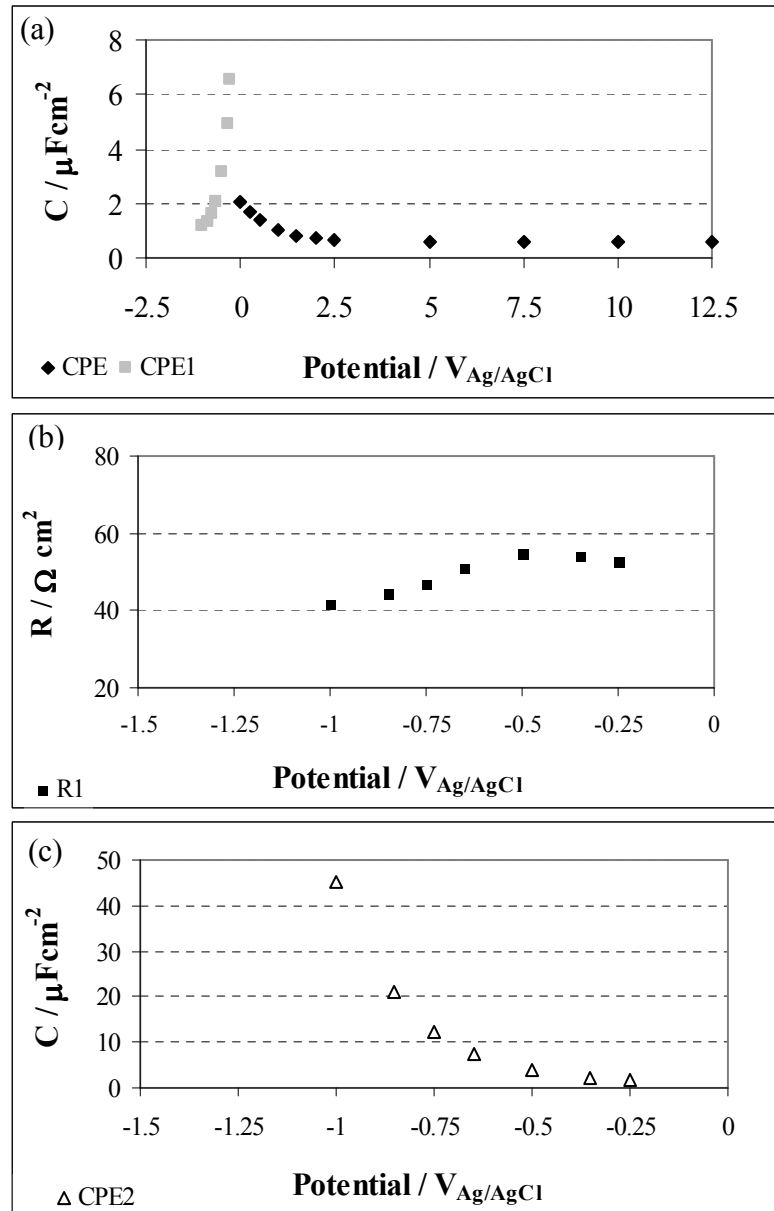 (a)
8
6
4
2
0
C / µFcm-2
-2.5 0 2.5 5 7.5 10 12.5
Potential / VAg/AgCl
CPE CPE1
(b)
80
60
40
20
R / Ω cm2
-1.5 -1.25 -1 -0.75 -0.5 -0.25 0
Potential / VAg/AgCl
R1
(c)
50
40
30
20
10
0
C / µFcm-2
-1.5 -1.25 -1 -0.75 -0.5 -0.25 0
Potential / VAg/AgCl
CPE2